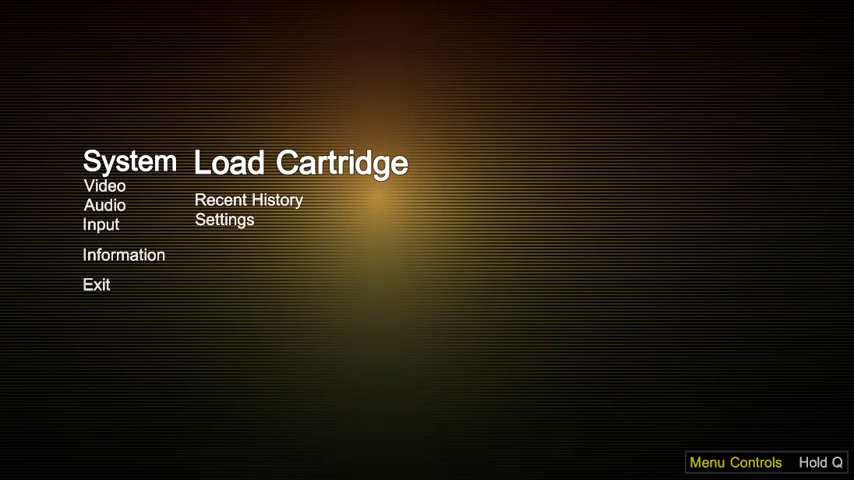 System
Video
Audio
Input
Information
Exit
Load Cartridge
Recent History
Settings
Menu Controls Hold Q